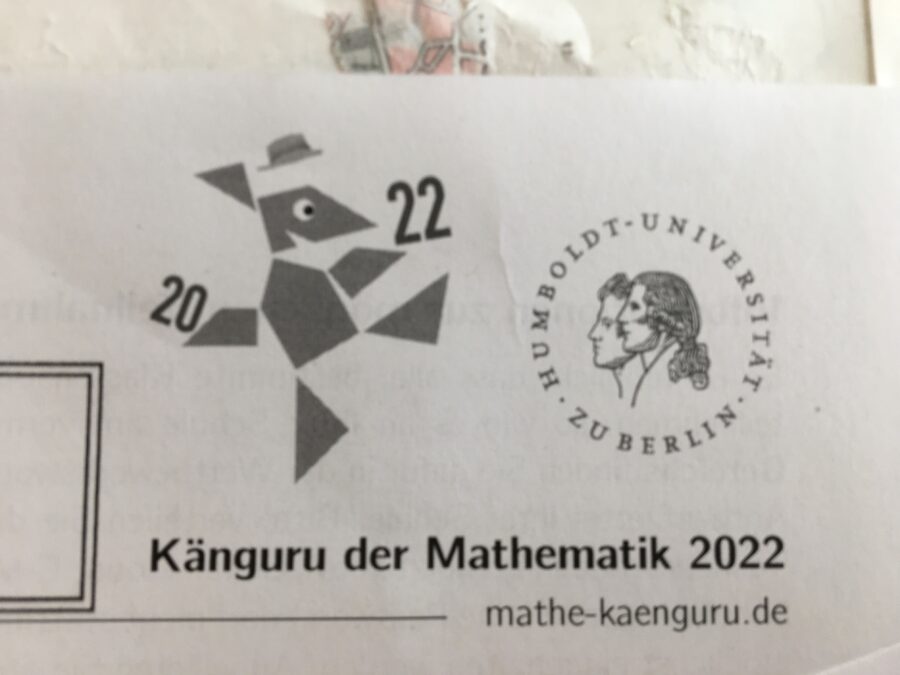 22
20
HUMBOLDT-UNIVERSITÄT · ZU BERLIN ·
Känguru der Mathematik 2022
mathe-kaenguru.de